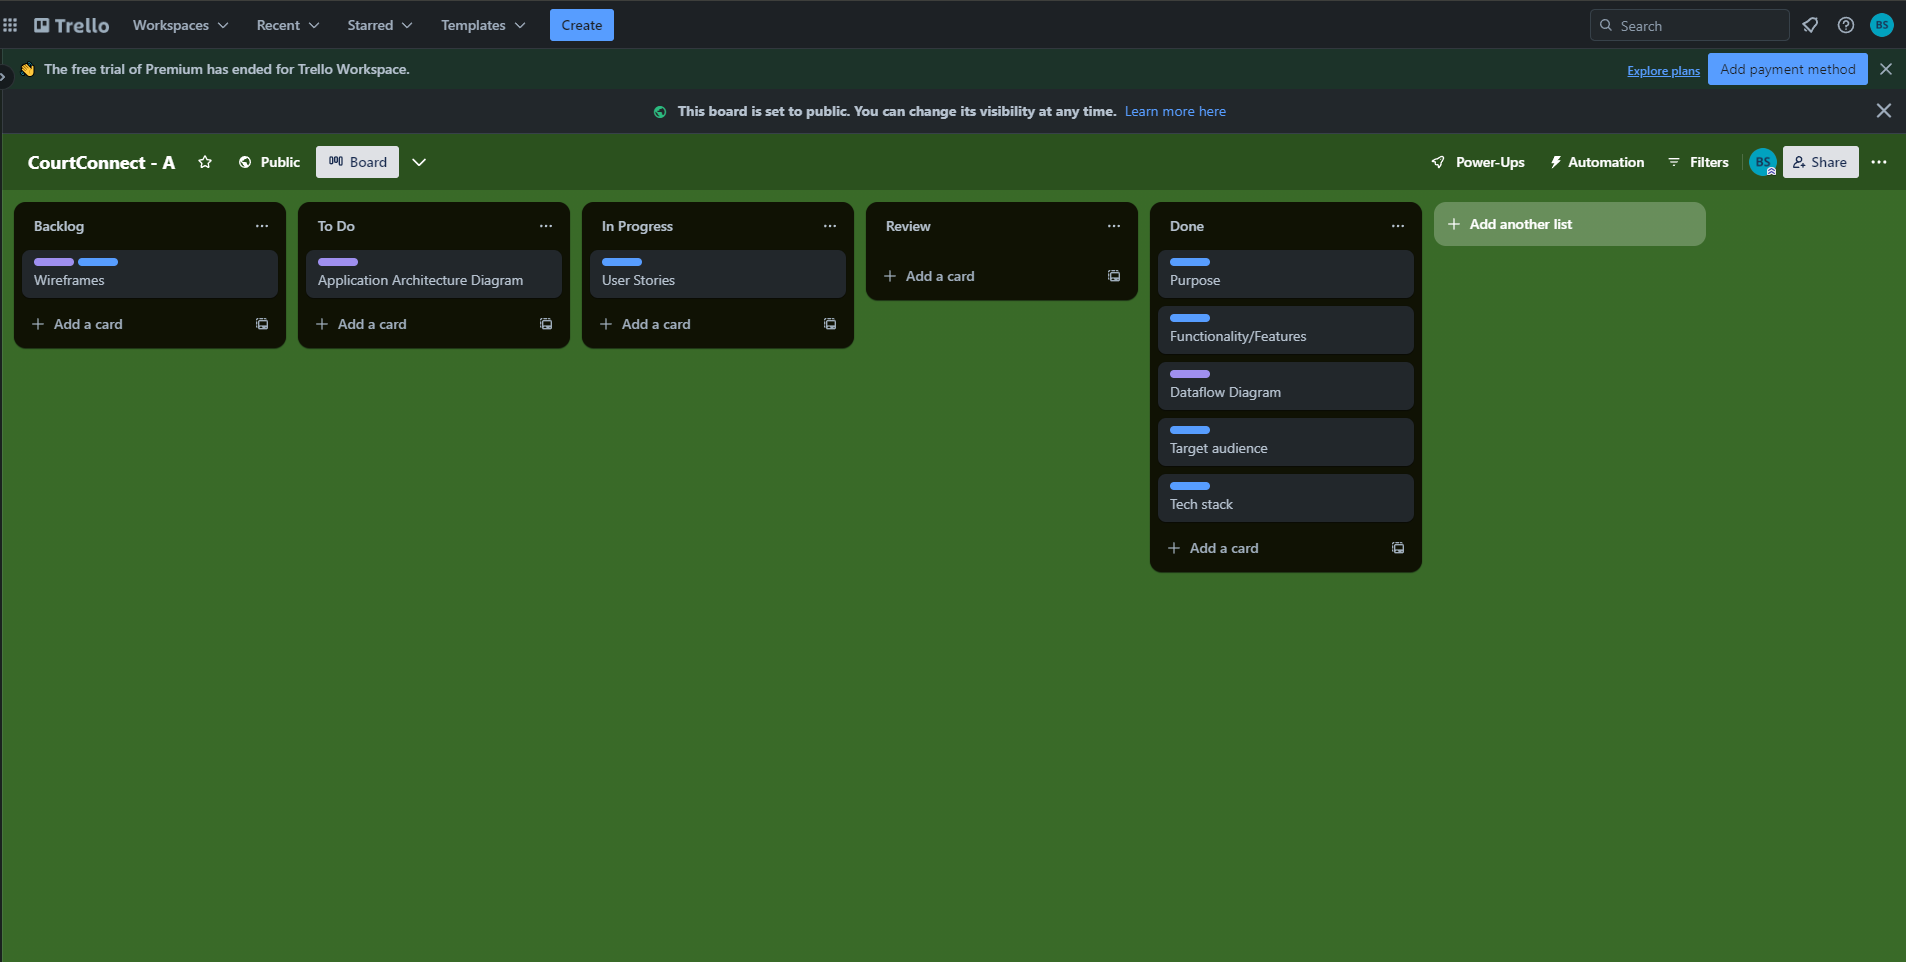 Trello Workspaces Recent Starred Templates Create Search BS
The free trial of Premium has ended for Trello Workspace. Explore plans Add payment method
This board is set to public. You can change its visibility at any time. Learn more here
CourtConnect - A Public Board Power-Ups Automation Filters BS Share
Backlog
Wireframes
Add a card
To Do
Application Architecture Diagram
Add a card
In Progress
User Stories
Add a card
Review
Add a card
Done
Purpose
Functionality/Features
Dataflow Diagram
Target audience
Tech stack
Add a card
Add another list